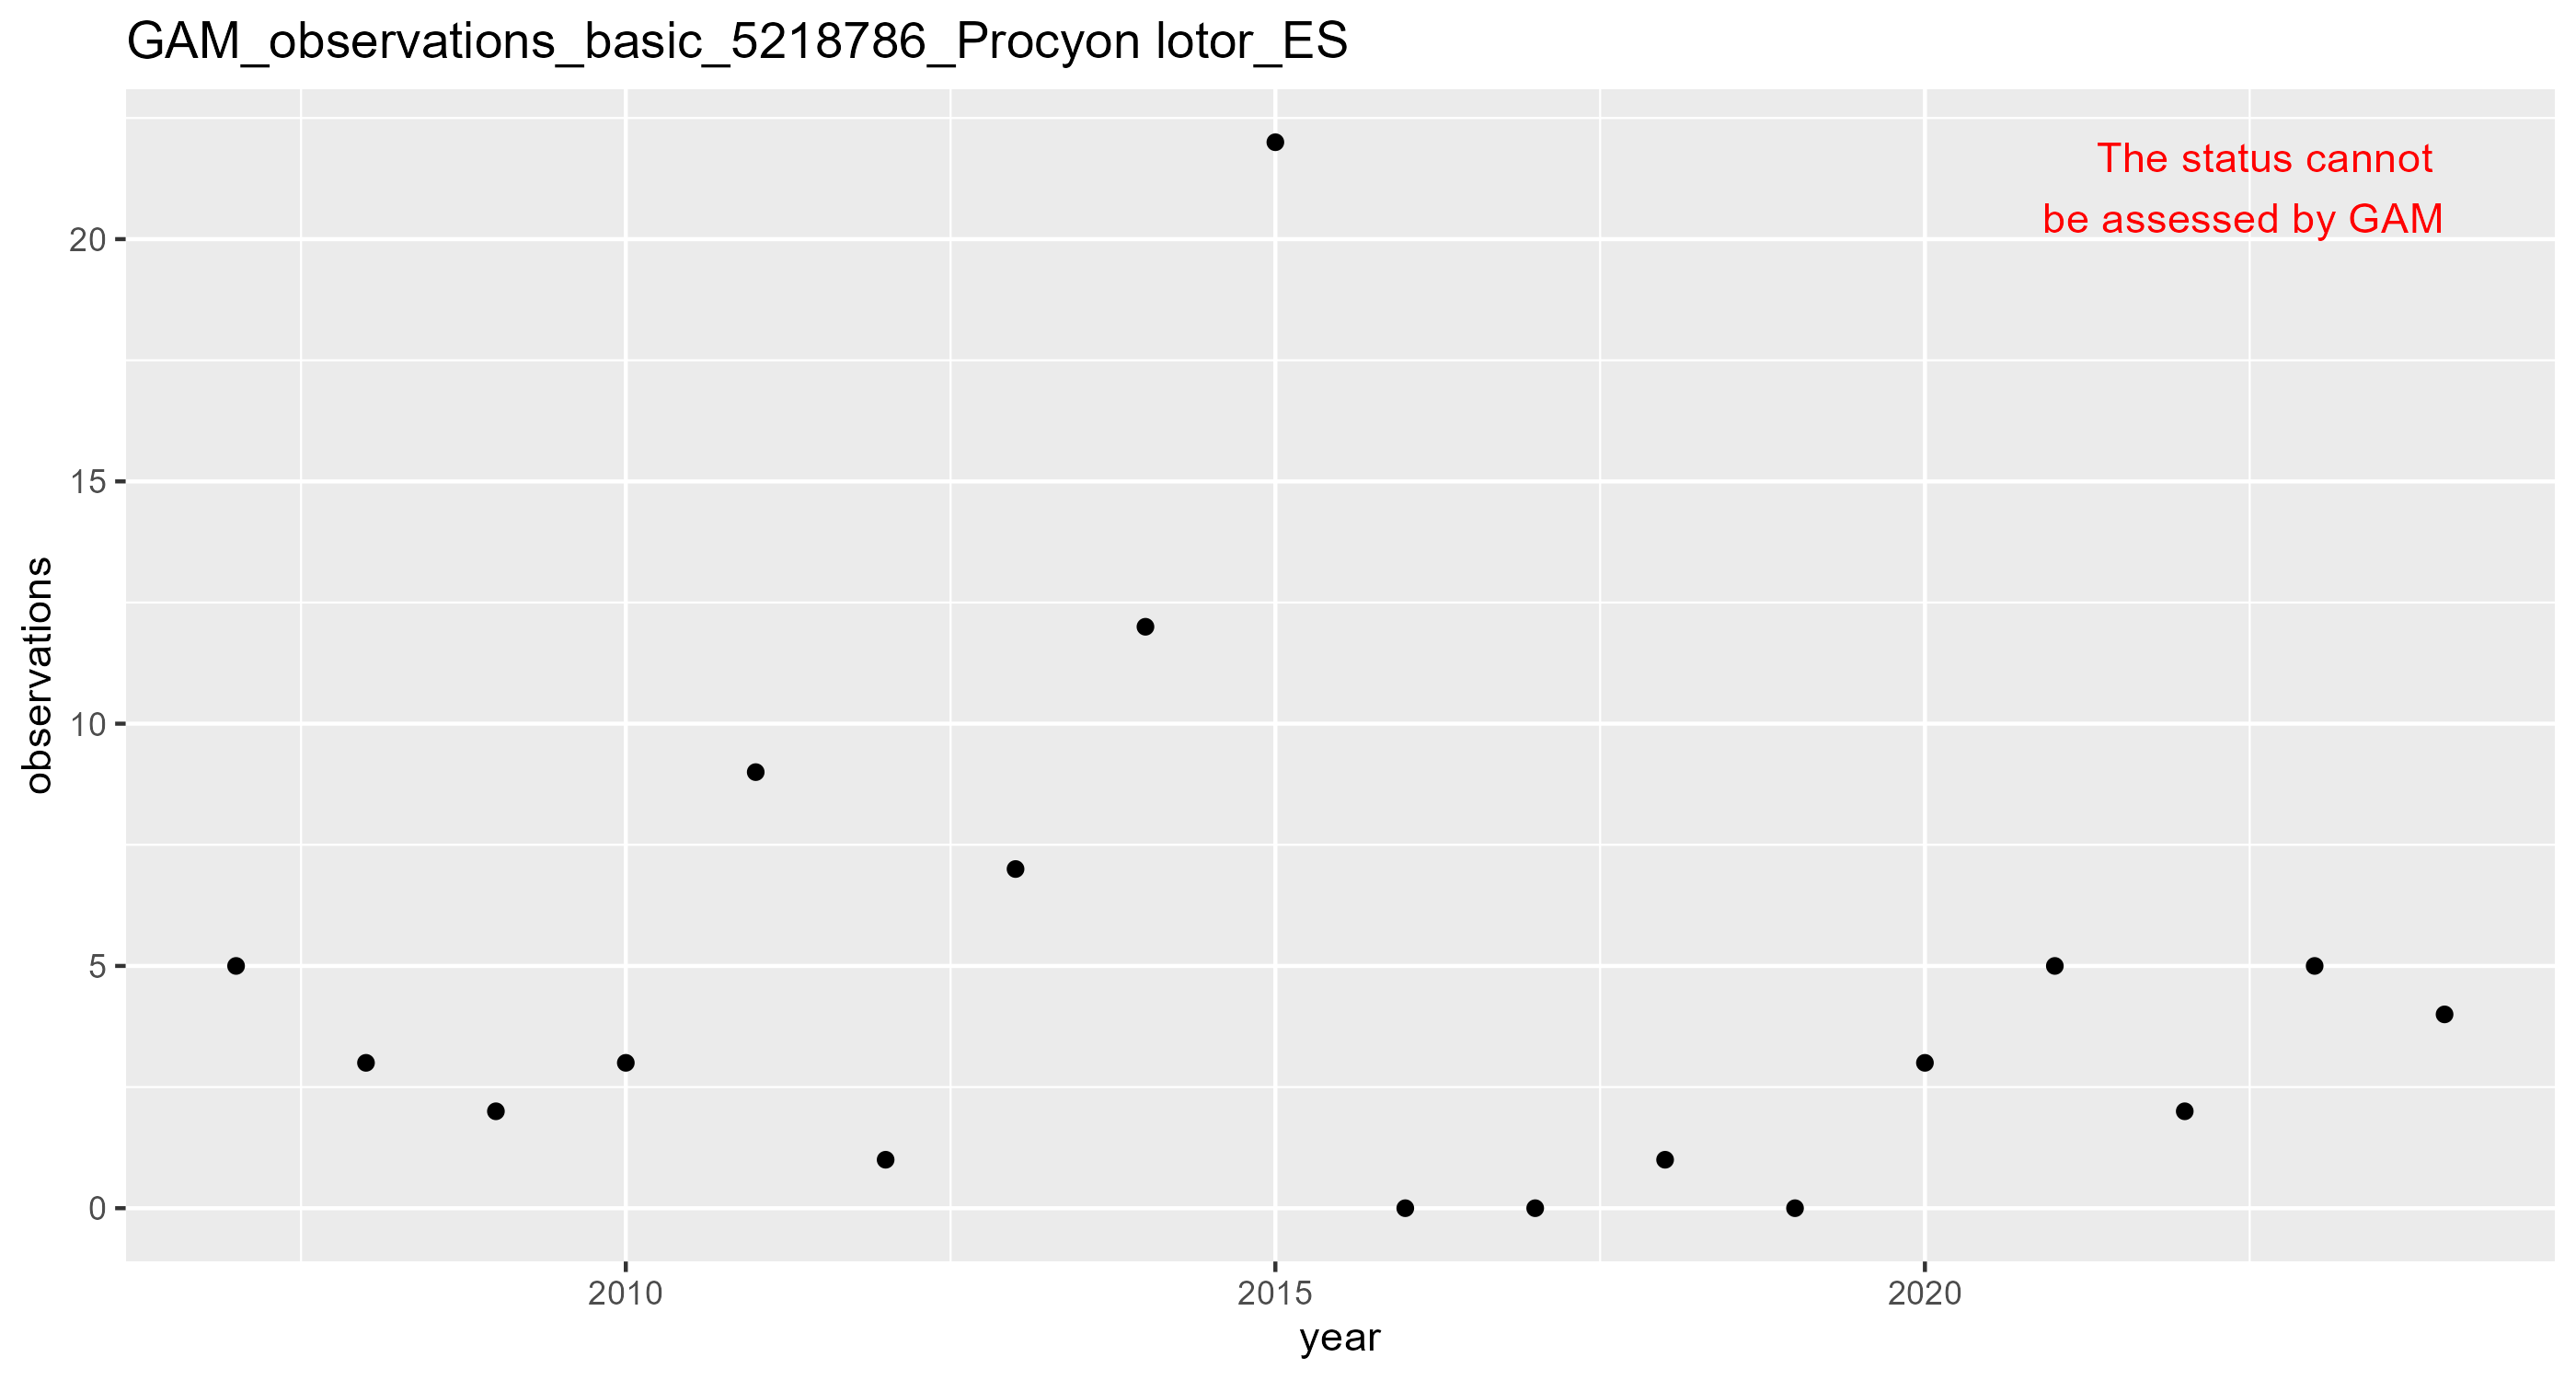 GAM_observations_basic_5218786_Procyon lotor_ES
The status cannot
be assessed by GAM
20
15
10
5
0
observations
2010
2015
2020
year